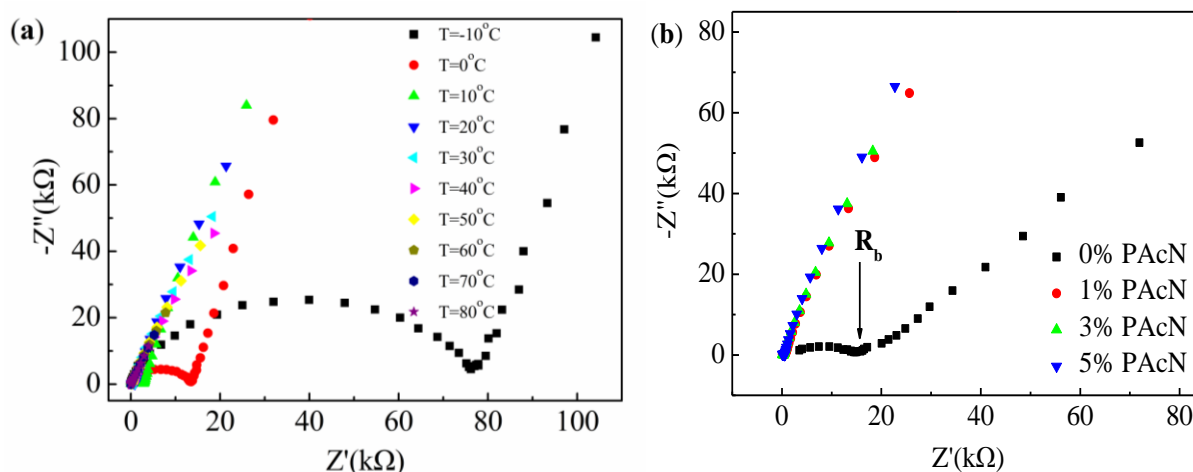 (a)
-Z"(kΩ)
100
80
60
40
20
0
T=-10°C
T=0°C
T=10°C
T=20°C
T=30°C
T=40°C
T=50°C
T=60°C
T=70°C
T=80°C
0 20 40 60 80 100
Z'(kΩ)
(b)
-Z"(kΩ)
80
60
40
20
0
R_b
0% PAcN
1% PAcN
3% PAcN
5% PAcN
0 20 40 60 80
Z'(kΩ)